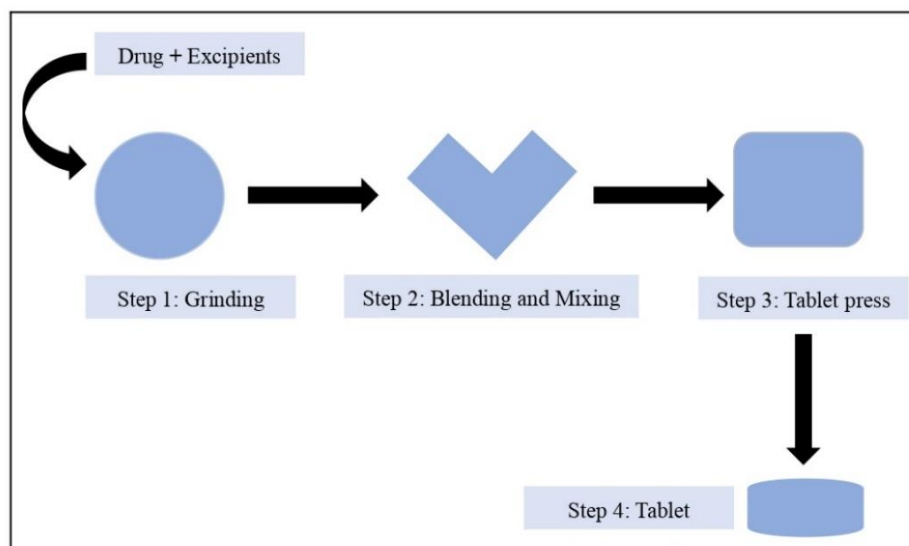 Drug + Excipients
Step 1: Grinding
Step 2: Blending and Mixing
Step 3: Tablet press
Step 4: Tablet